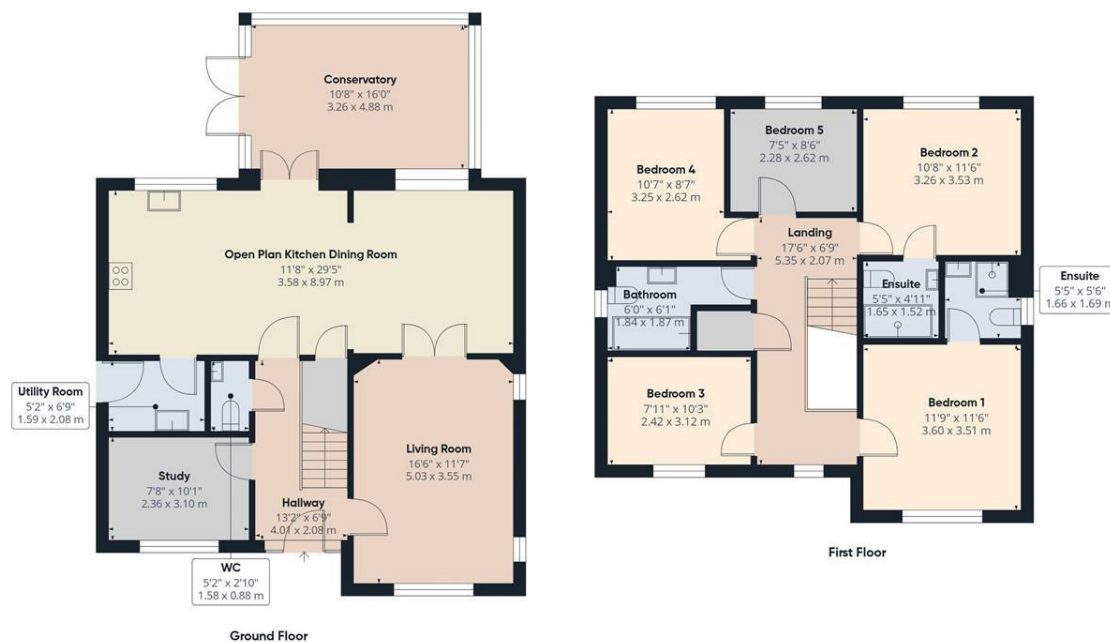 Conservatory
10'8" x 16'0"
3.26 x 4.88 m
Open Plan Kitchen Dining Room
11'8" x 29'5"
3.58 x 8.97 m
Utility Room
5'2" x 6'9"
1.59 x 2.08 m
Study
7'8" x 10'1"
2.36 x 3.10 m
Hallway
13'2" x 6'9"
4.01 x 2.08 m
Living Room
16'6" x 11'7"
5.03 x 3.55 m
WC
5'2" x 2'10"
1.58 x 0.88 m
Ground Floor
Bedroom 4
10'7" x 8'7"
3.25 x 2.62 m
Bedroom 5
7'5" x 8'6"
2.28 x 2.62 m
Bedroom 2
10'8" x 11'6"
3.26 x 3.53 m
Landing
17'6" x 6'9"
5.35 x 2.07 m
Bathroom
6'0" x 6'1"
1.84 x 1.87 m
Ensuite
5'5" x 4'11"
1.65 x 1.52 m
Ensuite
5'5" x 5'6"
1.66 x 1.69 m
Bedroom 3
7'11" x 10'3"
2.42 x 3.12 m
Bedroom 1
11'9" x 11'6"
3.60 x 3.51 m
First Floor